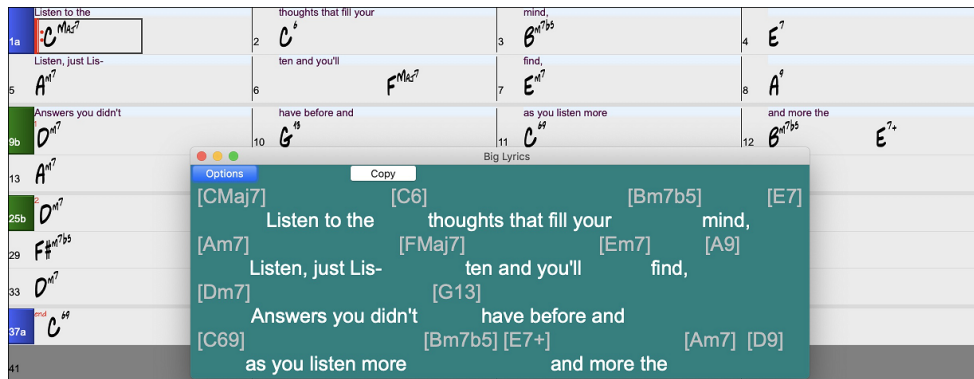 Listen to the thoughts that fill your mind,
1a CMaj7 2 C6 3 Bm7b5 4 E7
Listen, just Lis- ten and you'll find,
5 Am7 6 FMaj7 7 Em7 8 A9
Answers you didn't have before and as you listen more and more the
1
9b Dm7 10 G13 11 C69 12 Bm7b5 E7+
13 Am7
2
25b Dm7
29 F#m7b5
33 Dm7
end
37a C69
41
Big Lyrics
Options Copy
[CMaj7] [C6] [Bm7b5] [E7]
Listen to the thoughts that fill your mind,
[Am7] [FMaj7] [Em7] [A9]
Listen, just Lis- ten and you'll find,
[Dm7] [G13]
Answers you didn't have before and
[C69] [Bm7b5] [E7+] [Am7] [D9]
as you listen more and more the